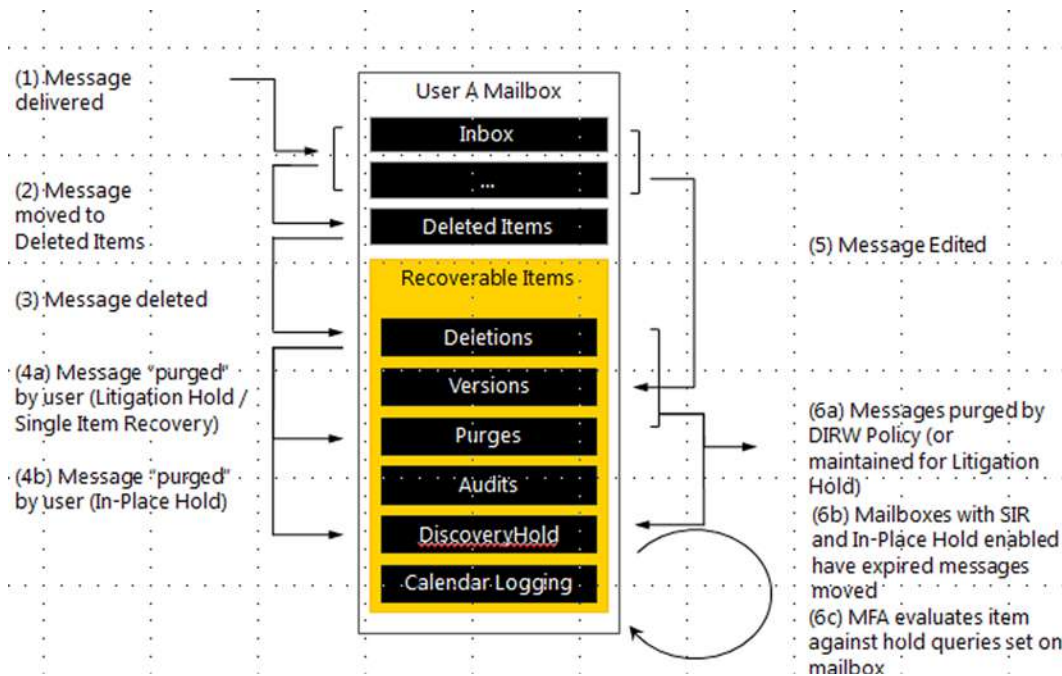 (1) Message
delivered
(2) Message
moved to
Deleted Items
(3) Message deleted
(4a) Message "purged"
by user (Litigation Hold /
Single Item Recovery)
(4b) Message "purged"
by user (In-Place Hold)
User A Mailbox
Inbox
...
Deleted Items
Recoverable Items
Deletions
Versions
Purges
Audits
DiscoveryHold
Calendar Logging
(5) Message Edited
(6a) Messages purged by
DIRW Policy (or
maintained for Litigation
Hold)
(6b) Mailboxes with SIR
and In-Place Hold enabled
have expired messages
moved
(6c) MFA evaluates item
against hold queries set on
mailbox